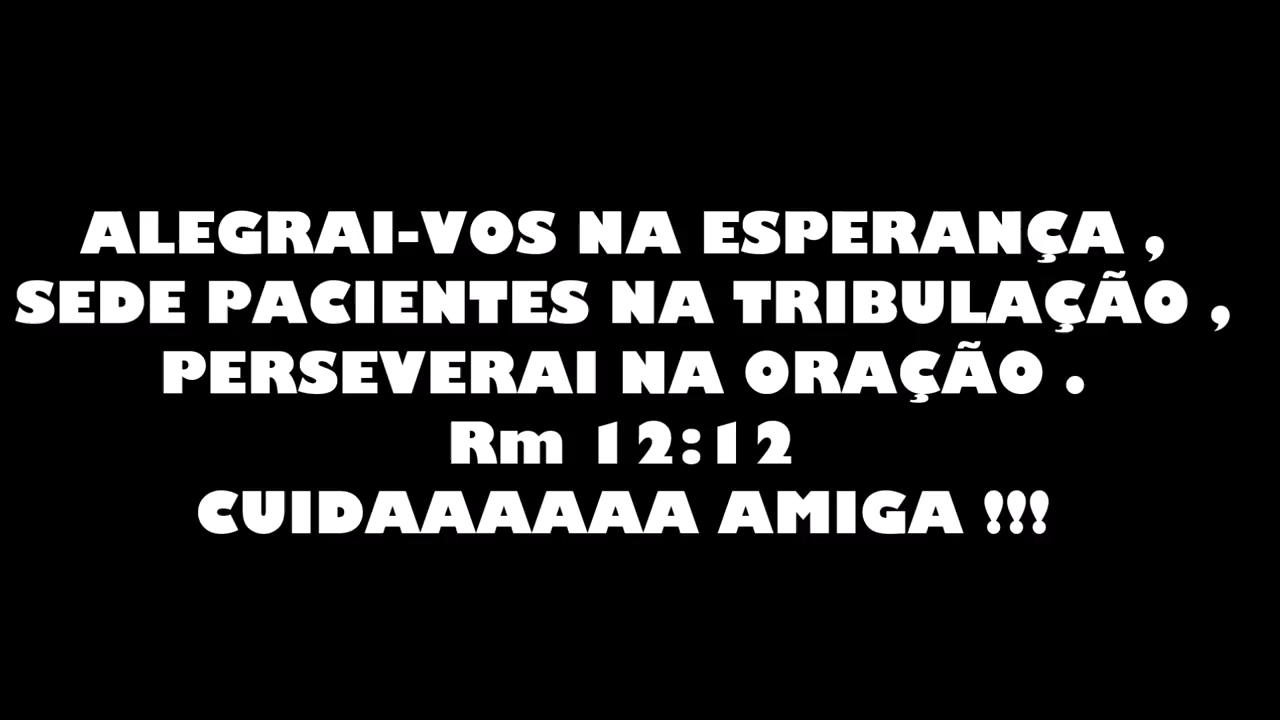 ALEGRAI-VOS NA ESPERANÇA ,
SEDE PACIENTES NA TRIBULAÇÃO ,
PERSEVERAI NA ORAÇÃO .
Rm 12:12
CUIDAAAAAAA AMIGA !!!